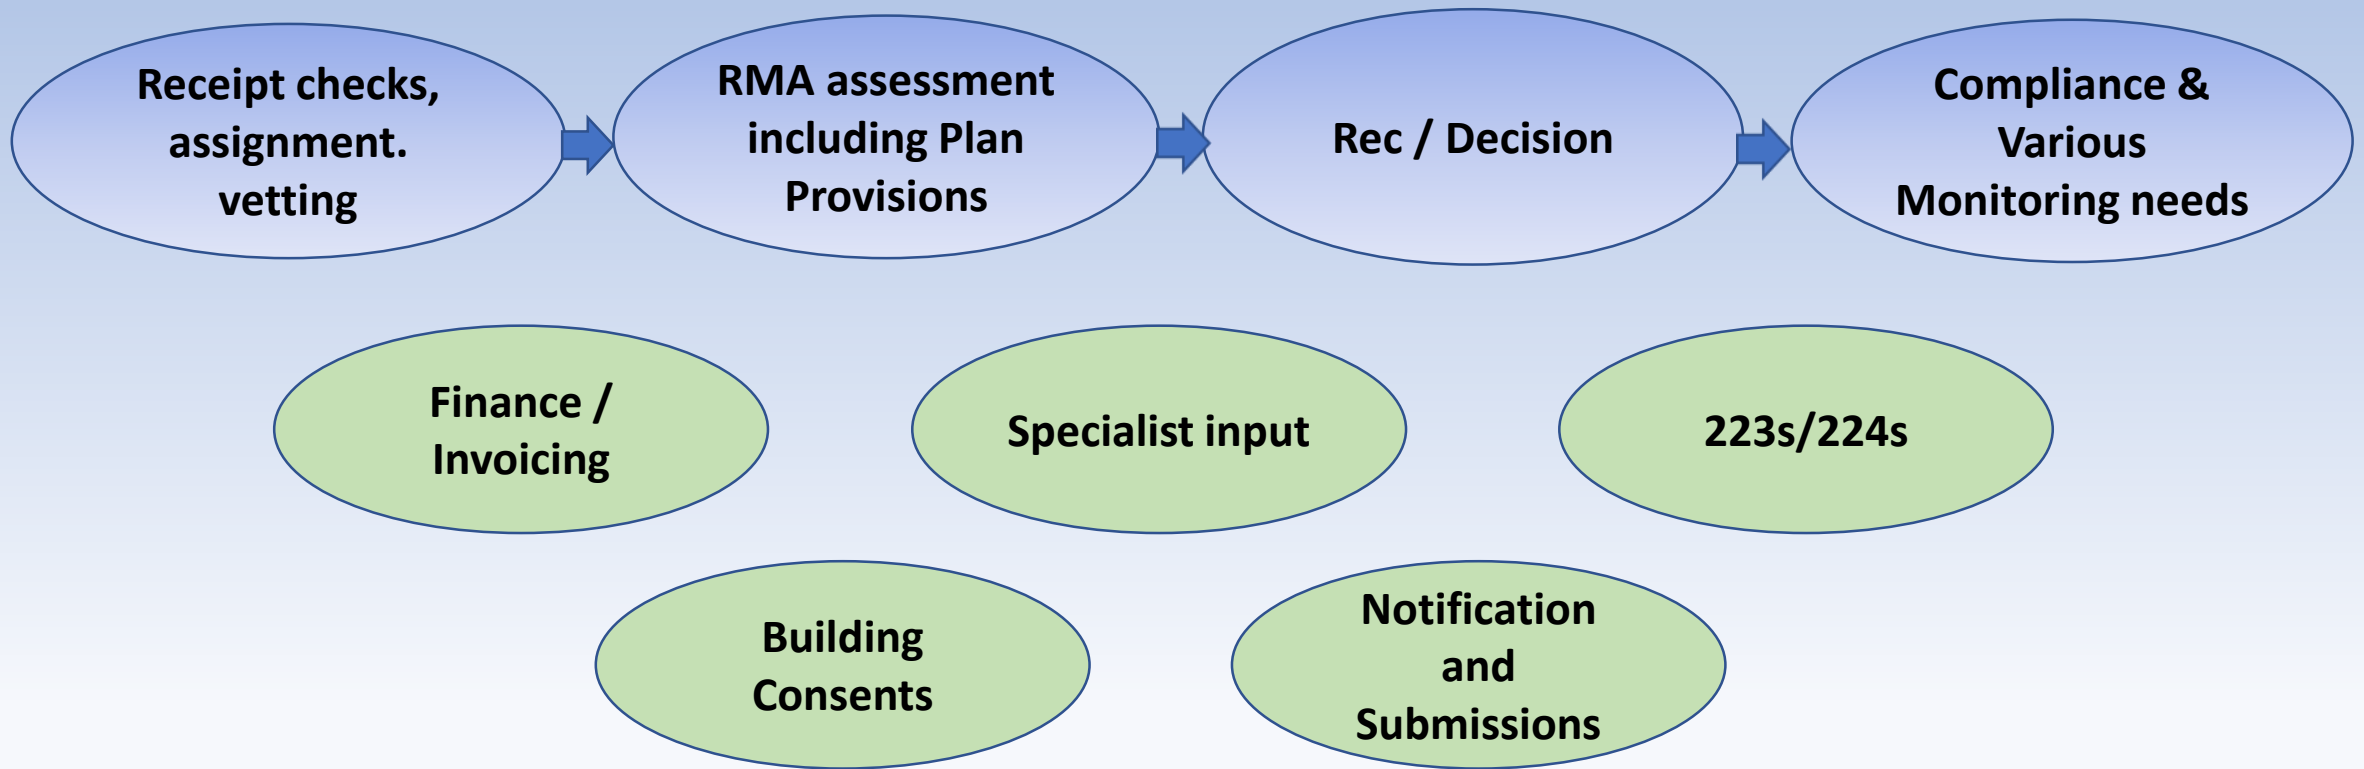 Receipt checks,
assignment.
vetting
RMA assessment
including Plan
Provisions
Rec / Decision
Compliance &
Various
Monitoring needs
Finance /
Invoicing
Specialist input
223s/224s
Building
Consents
Notification
and
Submissions